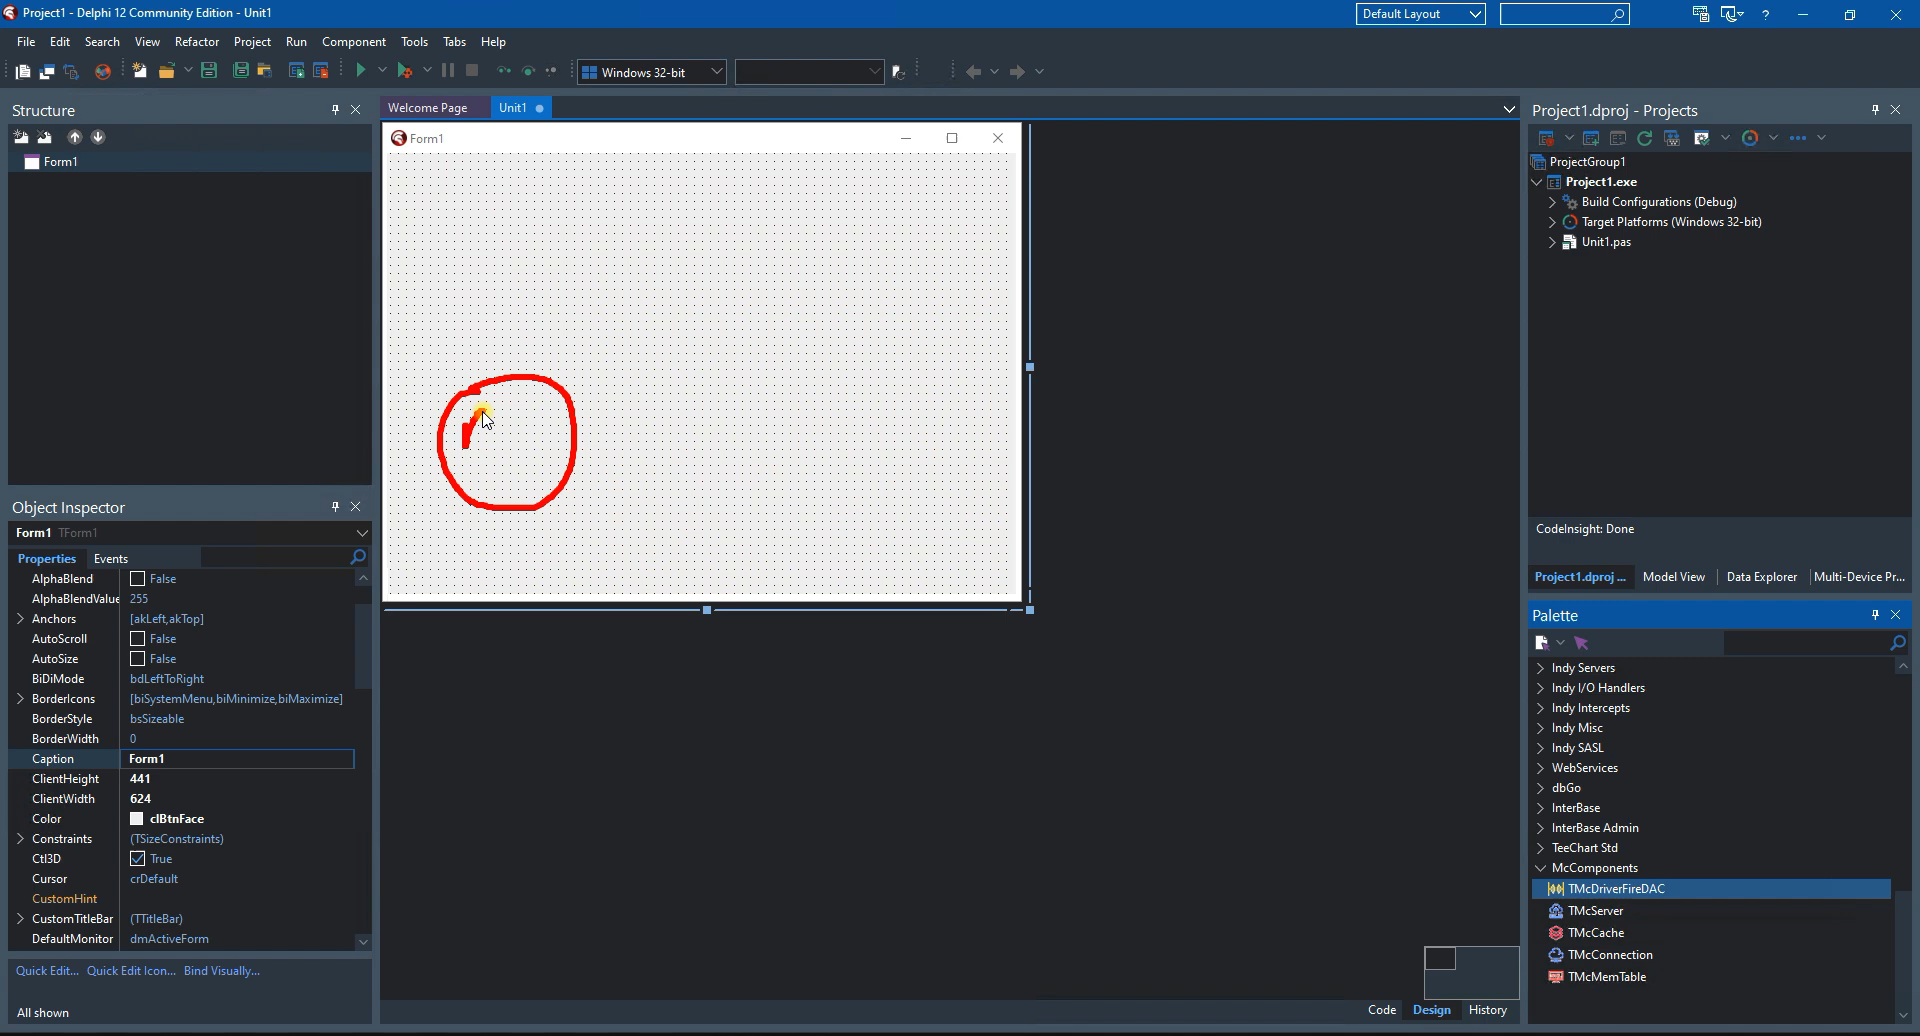 Project1 - Delphi 12 Community Edition - Unit1
Default Layout
?
File Edit Search View Refactor Project Run Component Tools Tabs Help
Windows 32-bit
Structure
Form1
Object Inspector
Form1 TForm1
Properties Events
AlphaBlend False
AlphaBlendValue 255
Anchors [akLeft,akTop]
AutoScroll False
AutoSize False
BiDiMode bdLeftToRight
BorderIcons [biSystemMenu,biMinimize,biMaximize]
BorderStyle bsSizeable
BorderWidth 0
Caption Form1
ClientHeight 441
ClientWidth 624
Color clBtnFace
Constraints (TSizeConstraints)
Ctl3D True
Cursor crDefault
CustomHint
CustomTitleBar (TTitleBar)
DefaultMonitor dmActiveForm
Quick Edit... Quick Edit Icon... Bind Visually...
All shown
Welcome Page Unit1
Form1
Code Design History
Project1.dproj - Projects
ProjectGroup1
Project1.exe
Build Configurations (Debug)
Target Platforms (Windows 32-bit)
Unit1.pas
CodeInsight: Done
Project1.dproj ... Model View Data Explorer Multi-Device Pr...
Palette
Indy Servers
Indy I/O Handlers
Indy Intercepts
Indy Misc
Indy SASL
WebServices
dbGo
InterBase
InterBase Admin
TeeChart Std
McComponents
TMcDriverFireDAC
TMcServer
TMcCache
TMcConnection
TMcMemTable